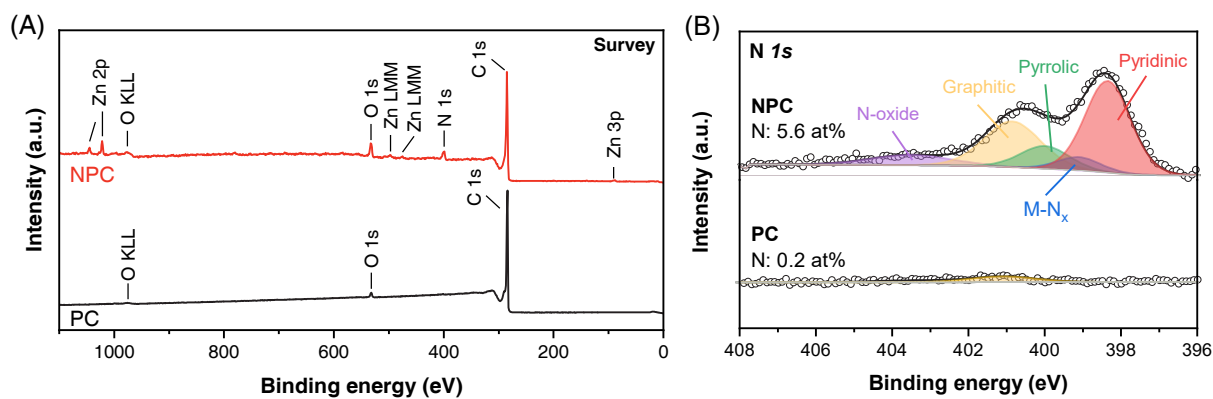 (A)
Survey
Intensity (a.u.)
Zn 2p
O KLL
O 1s
Zn LMM
Zn LMM
N 1s
C 1s
Zn 3p
NPC
C 1s
O KLL
O 1s
PC
1000 800 600 400 200 0
Binding energy (eV)
(B)
N 1s
NPC
N: 5.6 at%
N-oxide
Graphitic
Pyrrolic
Pyridinic
M-Nₓ
PC
N: 0.2 at%
Intensity (a.u.)
408 406 404 402 400 398 396
Binding energy (eV)